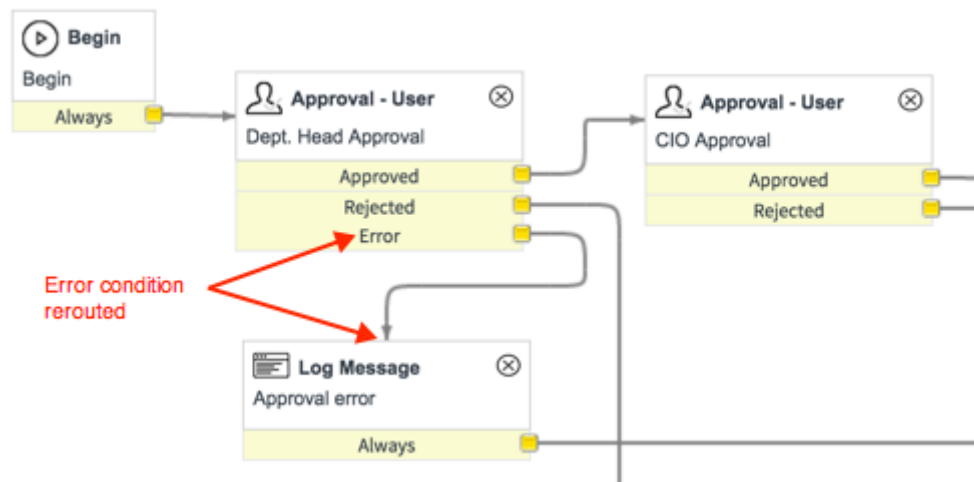 Begin
Begin
Always
Approval - User
Dept. Head Approval
Approved
Rejected
Error
Approval - User
CIO Approval
Approved
Rejected
Error condition
rerouted
Log Message
Approval error
Always